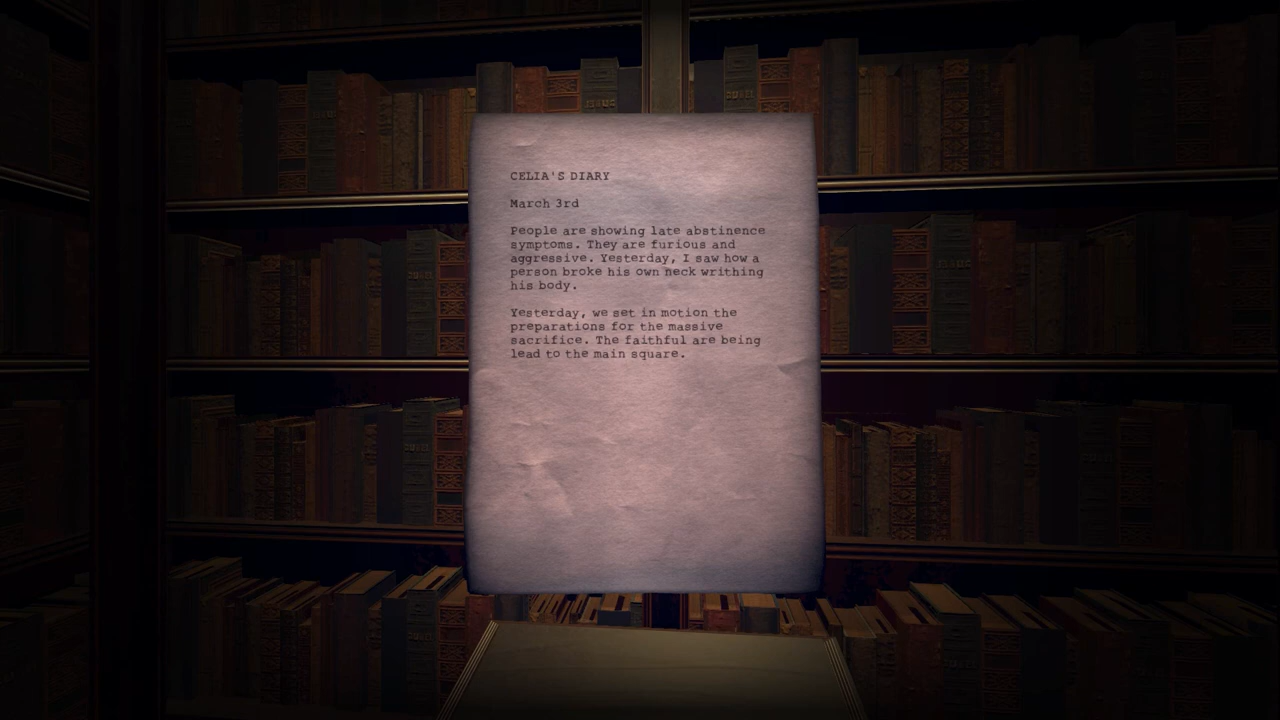 CELIA'S DIARY
March 3rd
People are showing late abstinence
symptoms. They are furious and
aggressive. Yesterday, I saw how a
person broke his own neck writhing
his body.
Yesterday, we set in motion the
preparations for the massive
sacrifice. The faithful are being
lead to the main square.